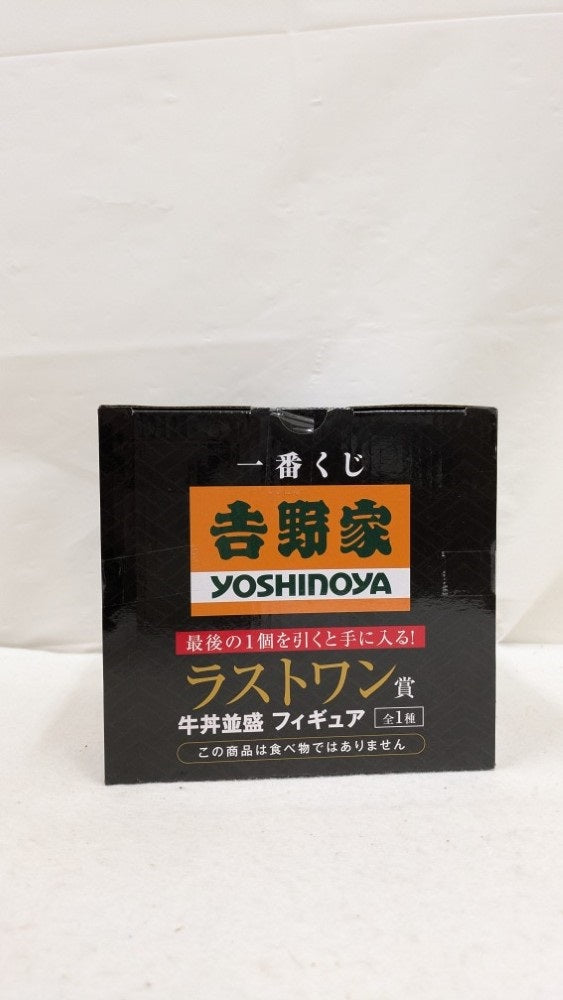 一番くじ
𠮷野家
YOSHINOYA
最後の1個を引くと手に入る!
ラストワン賞
牛丼並盛 フィギュア 全1種
この商品は食べ物ではありません